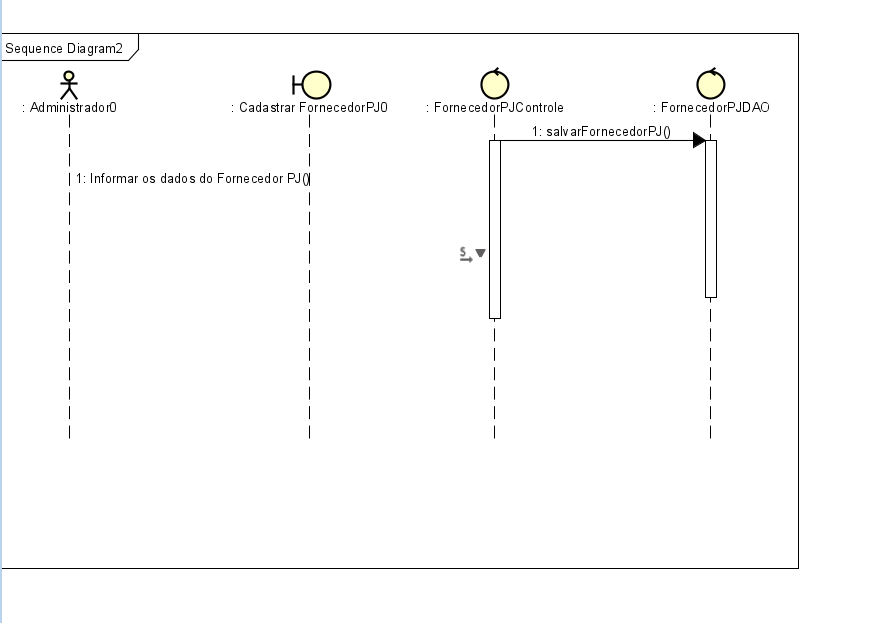 Sequence Diagram2
: Administrador0
: Cadastrar FornecedorPJ0
: FornecedorPJControle
: FornecedorPJDAO
1: salvarFornecedorPJ()
1: Informar os dados do Fornecedor PJ()
S